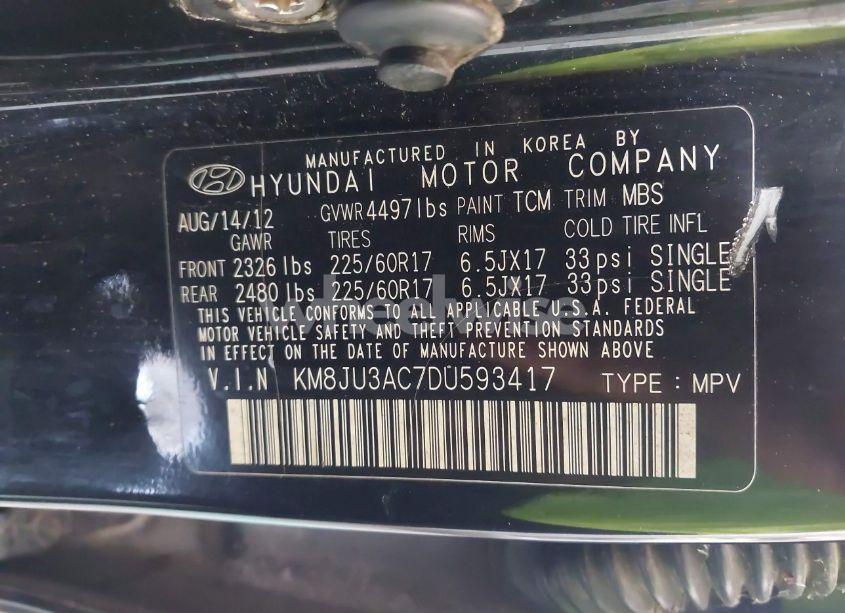 MANUFACTURED IN KOREA BY
HYUNDAI MOTOR COMPANY
AUG/14/12 GVWR 4497lbs PAINT TCM TRIM MBS
GAWR TIRES RIMS COLD TIRE INFL
FRONT 2326 lbs 225/60R17 6.5JX17 33psi SINGLE
REAR 2480 lbs 225/60R17 6.5JX17 33psi SINGLE
THIS VEHICLE CONFORMS TO ALL APPLICABLE U.S.A. FEDERAL
MOTOR VEHICLE SAFETY AND THEFT PREVENTION STANDARDS
IN EFFECT ON THE DATE OF MANUFACTURE SHOWN ABOVE
V.I.N KM8JU3AC7DU593417 TYPE : MPV